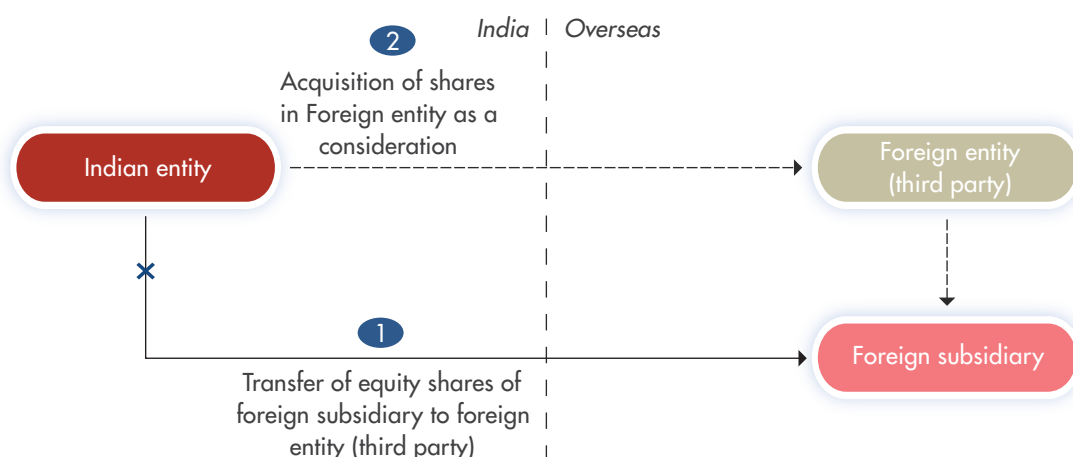 India
Overseas
2
Acquisition of shares
in Foreign entity as a
consideration
Indian entity
Foreign entity
(third party)
1
Foreign subsidiary
Transfer of equity shares of
foreign subsidiary to foreign
entity (third party)